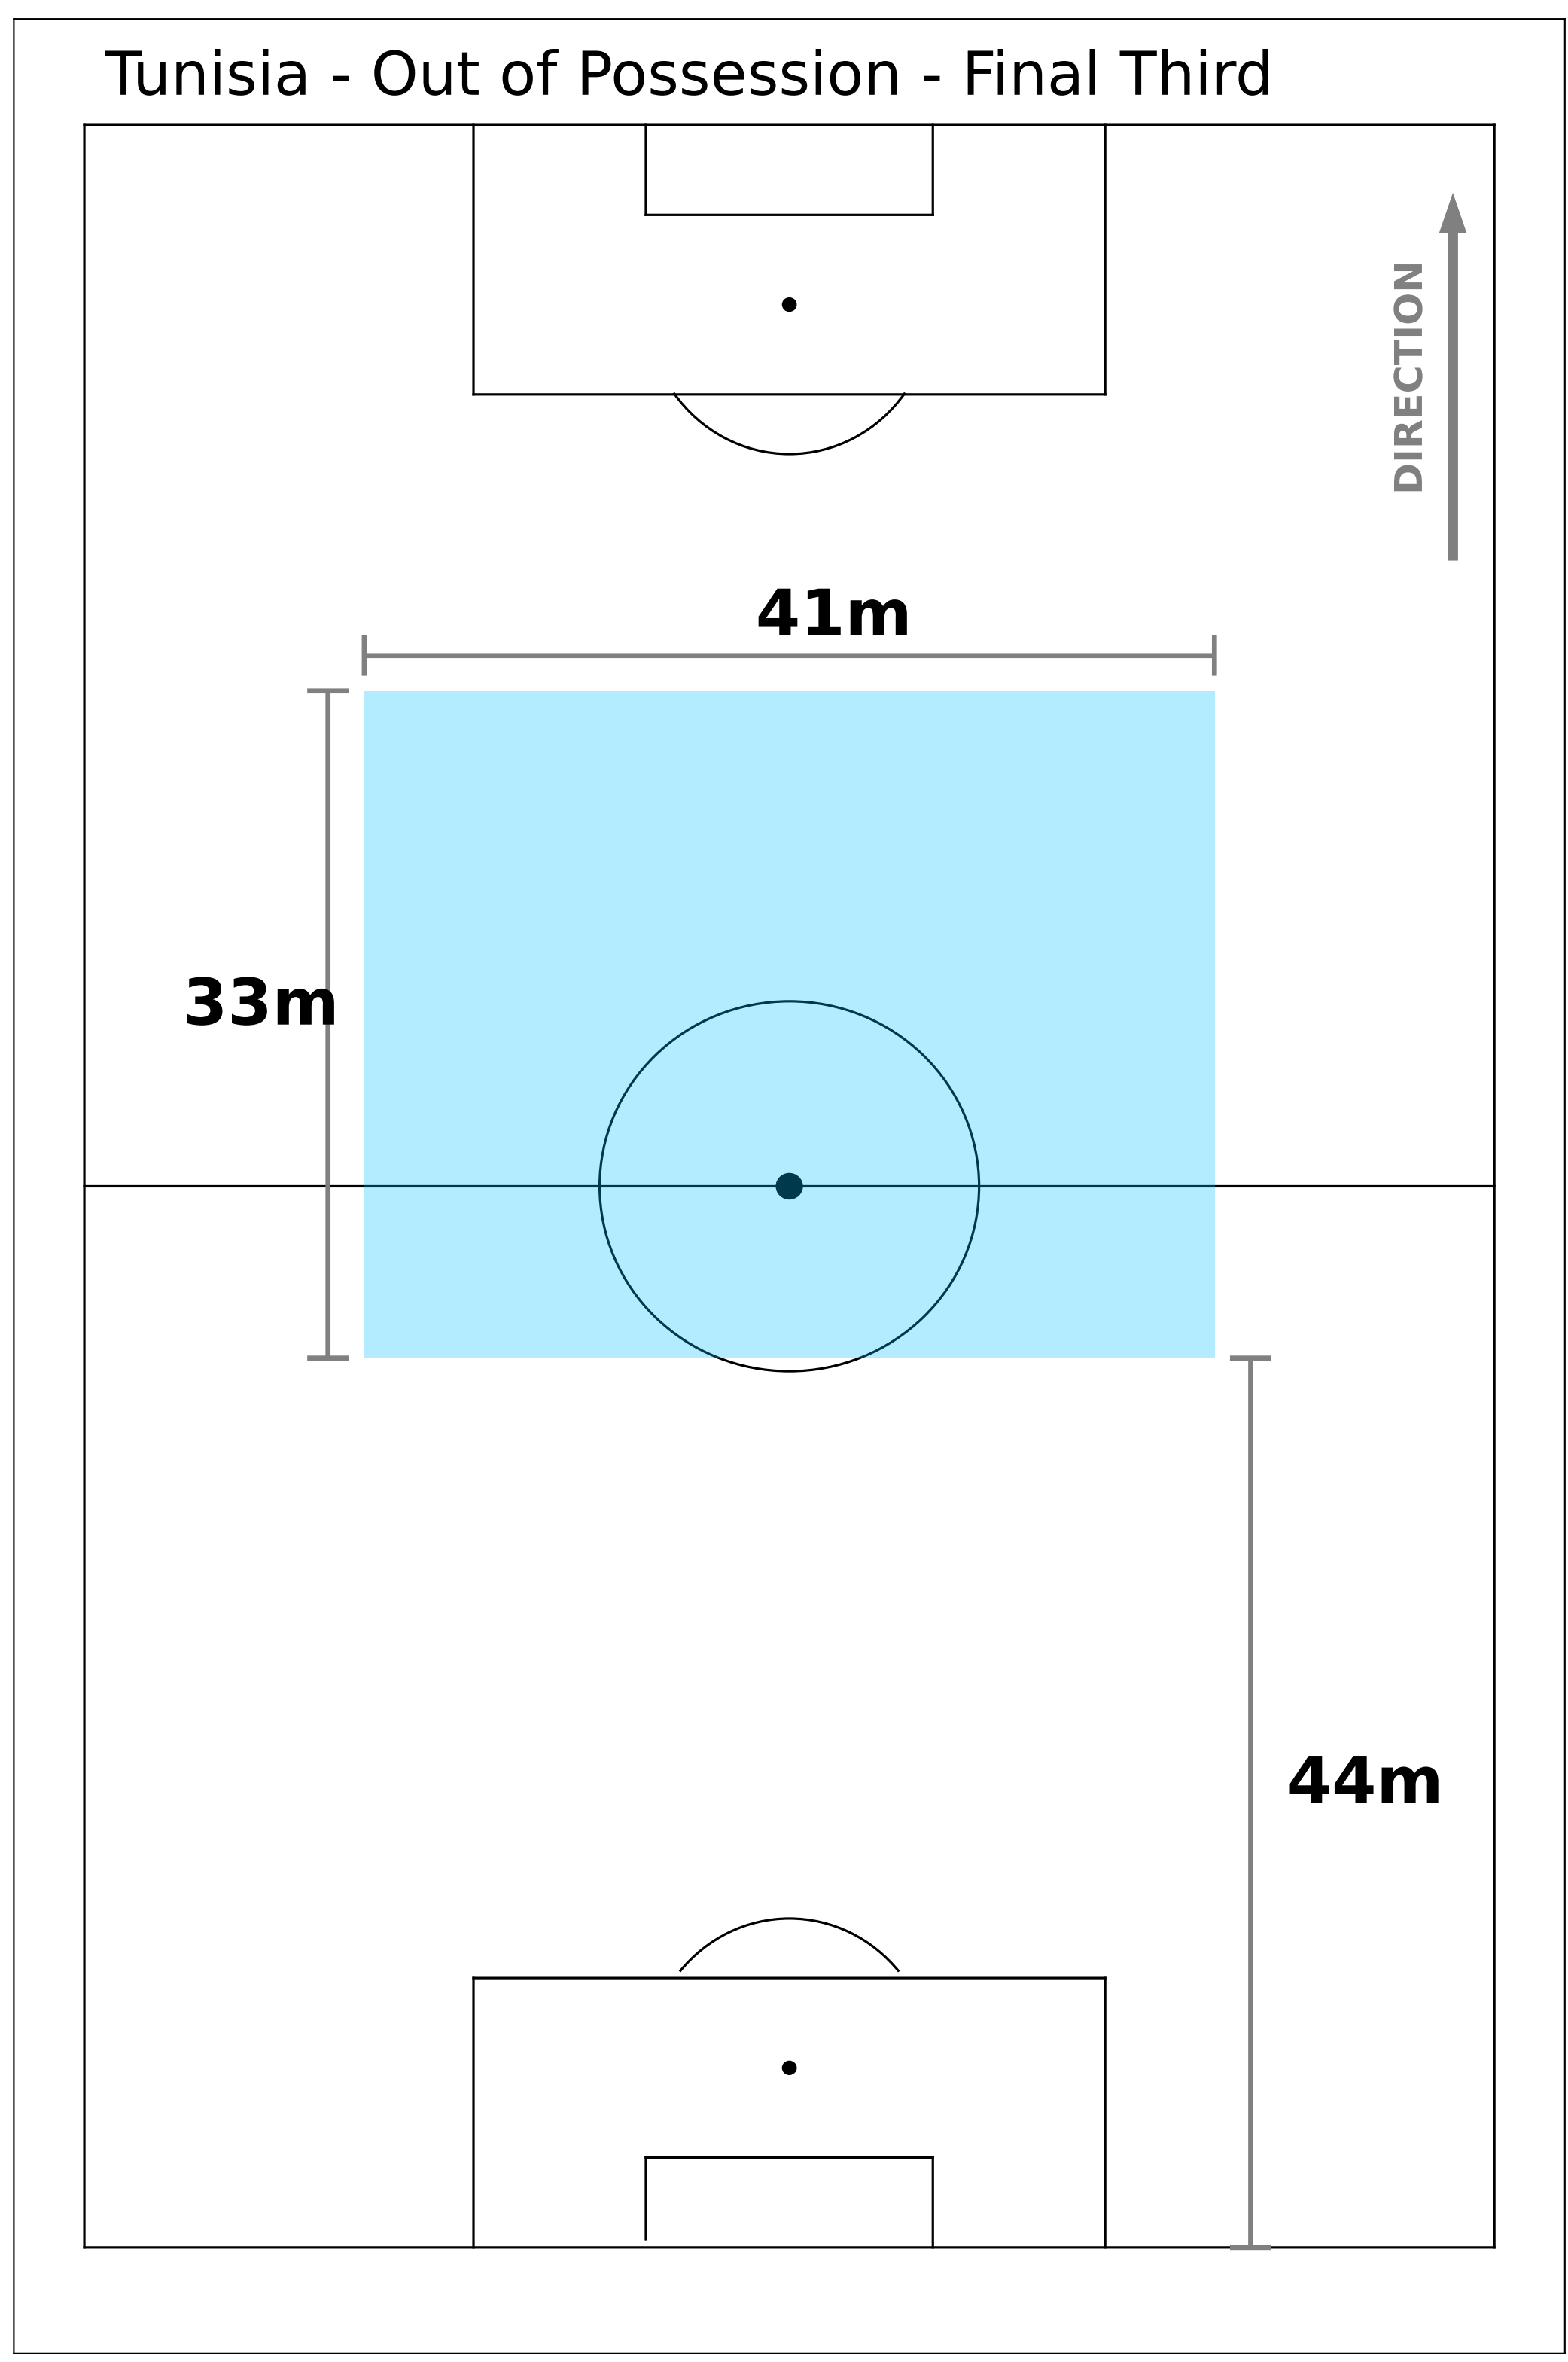 Tunisia - Out of Possession - Final Third
DIRECTION
41m
33m
44m